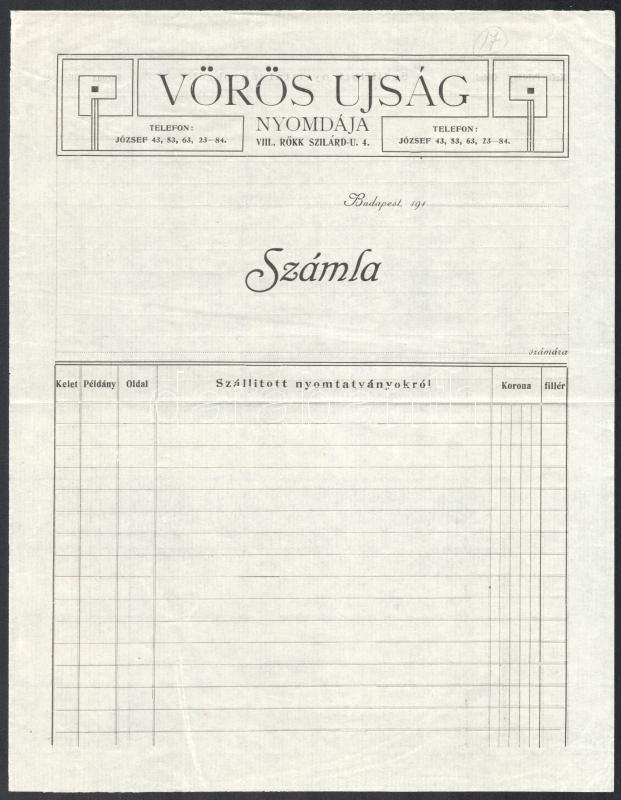 17
VÖRÖS UJSÁG
NYOMDÁJA
TELEFON:
JÓZSEF 43, 53, 63, 23—84.
VIII., RÖKK SZILÁRD-U. 4.
TELEFON:
JÓZSEF 43, 53, 63, 23—84.
Budapest, 191
Számla
számára
Kelet Példány Oldal Szállitott nyomtatványokról Korona fillér
darabanth